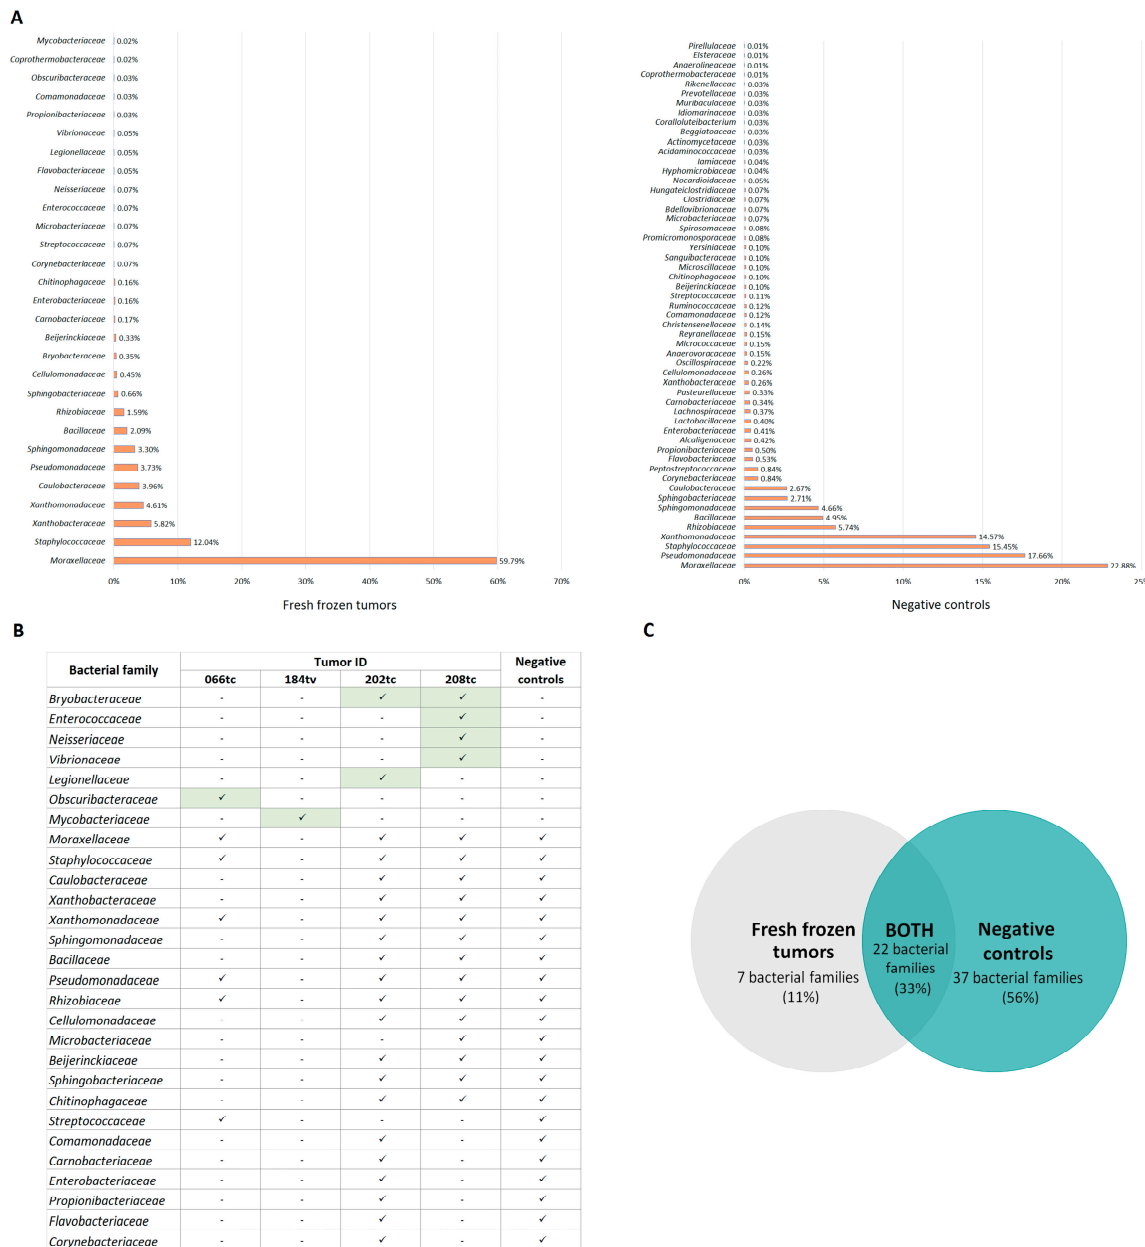 A
Mycobacteriaceae 0.02%
Coprothermobacteraceae 0.02%
Obscuribacteraceae 0.03%
Comamonadaceae 0.03%
Propionibacteriaceae 0.03%
Vibrionaceae 0.05%
Legionellaceae 0.05%
Flavobacteriaceae 0.05%
Neisseriaceae 0.07%
Enterococcaceae 0.07%
Microbacteriaceae 0.07%
Streptococcaceae 0.07%
Corynebacteriaceae 0.07%
Chitinophagaceae 0.16%
Enterobacteriaceae 0.16%
Carnobacteriaceae 0.17%
Beijerinckiaceae 0.33%
Bryobacteraceae 0.35%
Cellulomonadaceae 0.45%
Sphingobacteriaceae 0.66%
Rhizobiaceae 1.59%
Bacillaceae 2.09%
Sphingomonadaceae 3.30%
Pseudomonadaceae 3.73%
Caulobacteraceae 3.96%
Xanthomonadaceae 4.61%
Xanthobacteraceae 5.82%
Staphylococcaceae 12.04%
Moraxellaceae 59.79%
0% 10% 20% 30% 40% 50% 60% 70%
Fresh frozen tumors
Pirellulaceae 0.01%
Elsteraceae 0.01%
Anaerolineaceae 0.01%
Coprothermobacteraceae 0.01%
Rikenellaceae 0.03%
Prevotellaceae 0.03%
Muribaculaceae 0.03%
Idiomarinaceae 0.03%
Coralloluteibacterium 0.03%
Beggiatoaceae 0.03%
Actinomycetaceae 0.03%
Acidaminococcaceae 0.03%
Iamiaceae 0.04%
Hyphomicrobiaceae 0.04%
Nocardioidaceae 0.05%
Hungateiclostridiaceae 0.07%
Clostridiaceae 0.07%
Bdellovibrionaceae 0.07%
Microbacteriaceae 0.07%
Spirosomaceae 0.08%
Promicromonosporaceae 0.08%
Yersiniaceae 0.10%
Sanguibacteraceae 0.10%
Microscillaceae 0.10%
Chitinophagaceae 0.10%
Beijerinckiaceae 0.10%
Streptococcaceae 0.11%
Ruminococcaceae 0.12%
Comamonadaceae 0.12%
Christensenellaceae 0.14%
Reyranellaceae 0.15%
Micrococcaceae 0.15%
Anaerovoracaceae 0.15%
Oscillospiraceae 0.22%
Cellulomonadaceae 0.26%
Xanthobacteraceae 0.26%
Pasteurellaceae 0.33%
Carnobacteriaceae 0.34%
Lachnospiraceae 0.37%
Lactobacillaceae 0.40%
Enterobacteriaceae 0.41%
Alcaligenaceae 0.42%
Propionibacteriaceae 0.50%
Flavobacteriaceae 0.53%
Peptostreptococcaceae 0.84%
Corynebacteriaceae 0.84%
Caulobacteraceae 2.67%
Sphingobacteriaceae 2.71%
Sphingomonadaceae 4.66%
Bacillaceae 4.95%
Rhizobiaceae 5.74%
Xanthomonadaceae 14.57%
Staphylococcaceae 15.45%
Pseudomonadaceae 17.66%
Moraxellaceae 22.88%
0% 5% 10% 15% 20% 25%
Negative controls
B
Bacterial family Tumor ID Negative controls
066tc 184tv 202tc 208tc
Bryobacteraceae - - ✓ ✓ -
Enterococcaceae - - - ✓ -
Neisseriaceae - - - ✓ -
Vibrionaceae - - - ✓ -
Legionellaceae - - ✓ - -
Obscuribacteraceae ✓ - - - -
Mycobacteriaceae - ✓ - - -
Moraxellaceae ✓ - ✓ ✓ ✓
Staphylococcaceae ✓ - ✓ ✓ ✓
Caulobacteraceae - - ✓ ✓ ✓
Xanthobacteraceae - - ✓ ✓ ✓
Xanthomonadaceae ✓ - ✓ ✓ ✓
Sphingomonadaceae - - ✓ ✓ ✓
Bacillaceae - - ✓ ✓ ✓
Pseudomonadaceae ✓ - ✓ ✓ ✓
Rhizobiaceae ✓ - ✓ ✓ ✓
Cellulomonadaceae - - ✓ ✓ ✓
Microbacteriaceae - - - ✓ ✓
Beijerinckiaceae - - ✓ ✓ ✓
Sphingobacteriaceae - - ✓ ✓ ✓
Chitinophagaceae - - ✓ ✓ ✓
Streptococcaceae ✓ - - - ✓
Comamonadaceae - - ✓ - ✓
Carnobacteriaceae - - ✓ - ✓
Enterobacteriaceae - - ✓ - ✓
Propionibacteriaceae - - ✓ - ✓
Flavobacteriaceae - - ✓ - ✓
Corynebacteriaceae - - ✓ - ✓
C
Fresh frozen
tumors
7 bacterial families
(11%)
BOTH
22 bacterial
families
(33%)
Negative
controls
37 bacterial families
(56%)